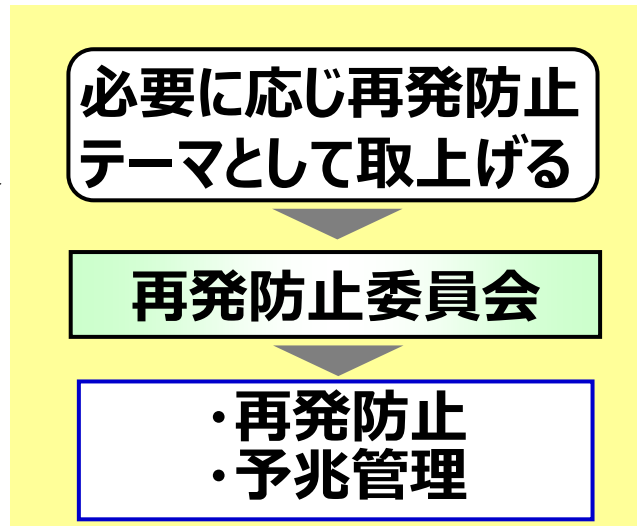 必要に応じ再発防止
テーマとして取上げる
再発防止委員会
・再発防止
・予兆管理